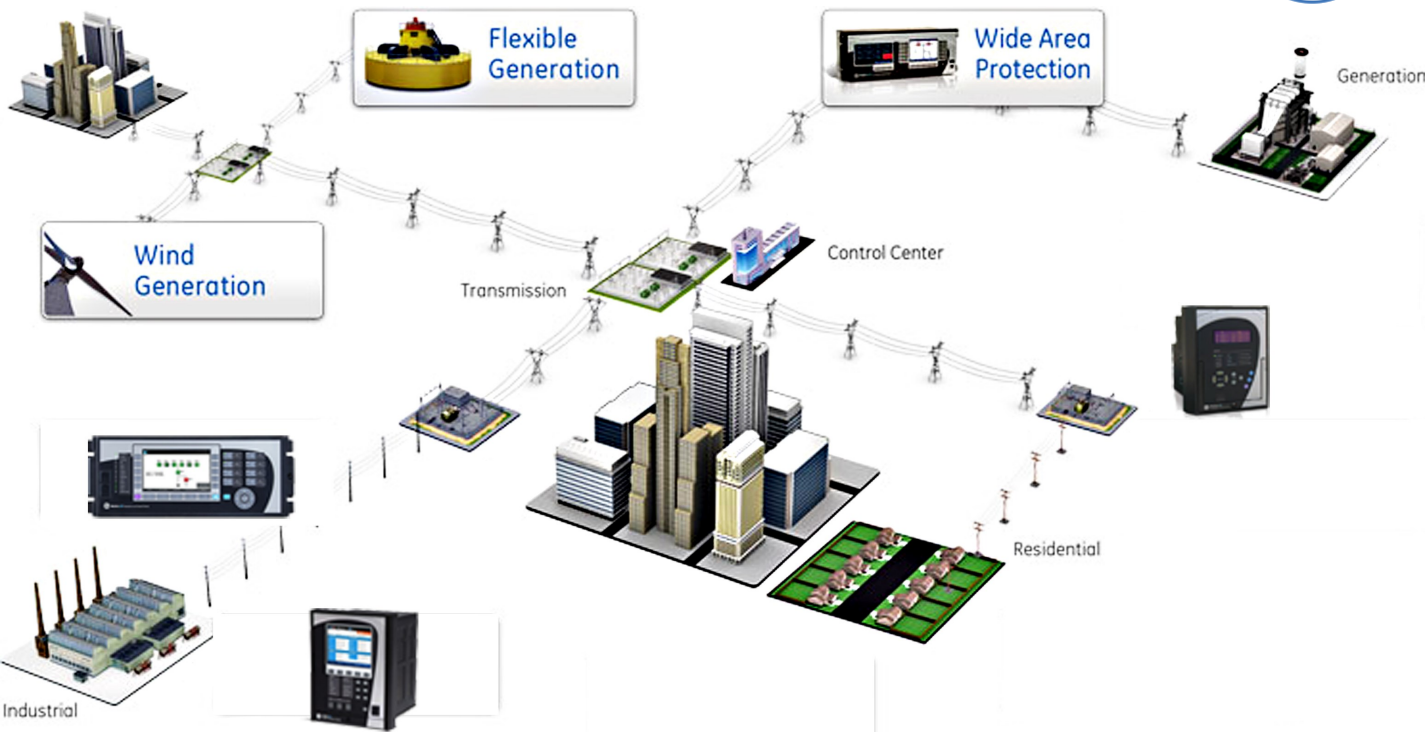 Flexible
Generation
Wide Area
Protection
Generation
Wind
Generation
Control Center
Transmission
Residential
Industrial